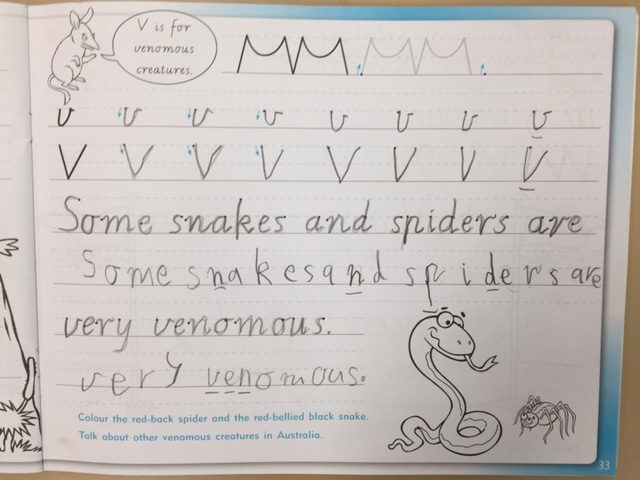 V is for
venomous
creatures.
v v v v v v v v
V V V V V V V V
Some snakes and spiders are
Some snakesand spiders are
very venomous.
very venomous.
Colour the red-back spider and the red-bellied black snake.
Talk about other venomous creatures in Australia.
33